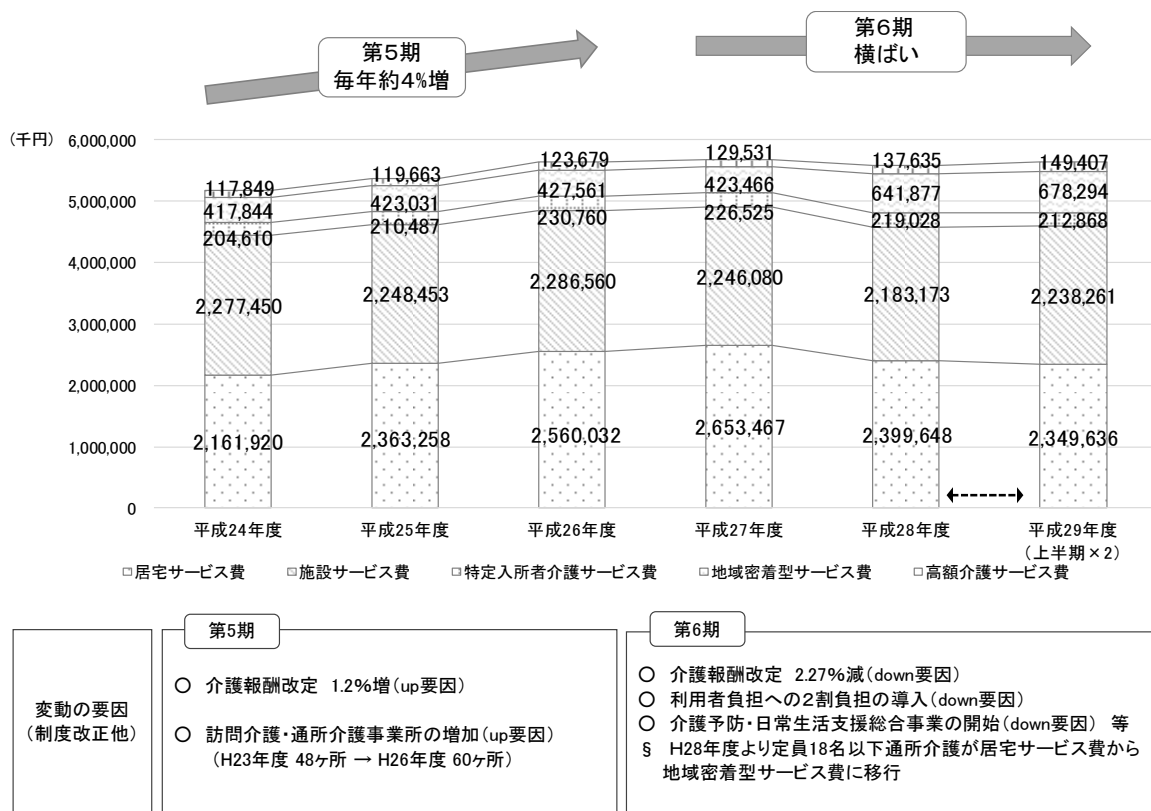 第5期
毎年約4%増
第6期
横ばい
(千円)
6,000,000
5,000,000
4,000,000
3,000,000
2,000,000
1,000,000
0
117,849
119,663
123,679
129,531
137,635
149,407
417,844
423,031
427,561
423,466
641,877
678,294
204,610
210,487
230,760
226,525
219,028
212,868
2,277,450
2,248,453
2,286,560
2,246,080
2,183,173
2,238,261
2,161,920
2,363,258
2,560,032
2,653,467
2,399,648
2,349,636
平成24年度
平成25年度
平成26年度
平成27年度
平成28年度
平成29年度
(上半期×2)
居宅サービス費
施設サービス費
特定入所者介護サービス費
地域密着型サービス費
高額介護サービス費
変動の要因
(制度改正他)
第5期
○ 介護報酬改定 1.2%増(up要因)
○ 訪問介護・通所介護事業所の増加(up要因)
(H23年度 48ヶ所 → H26年度 60ヶ所)
第6期
○ 介護報酬改定 2.27%減(down要因)
○ 利用者負担への2割負担の導入(down要因)
○ 介護予防・日常生活支援総合事業の開始(down要因) 等
§ H28年度より定員18名以下通所介護が居宅サービス費から
地域密着型サービス費に移行